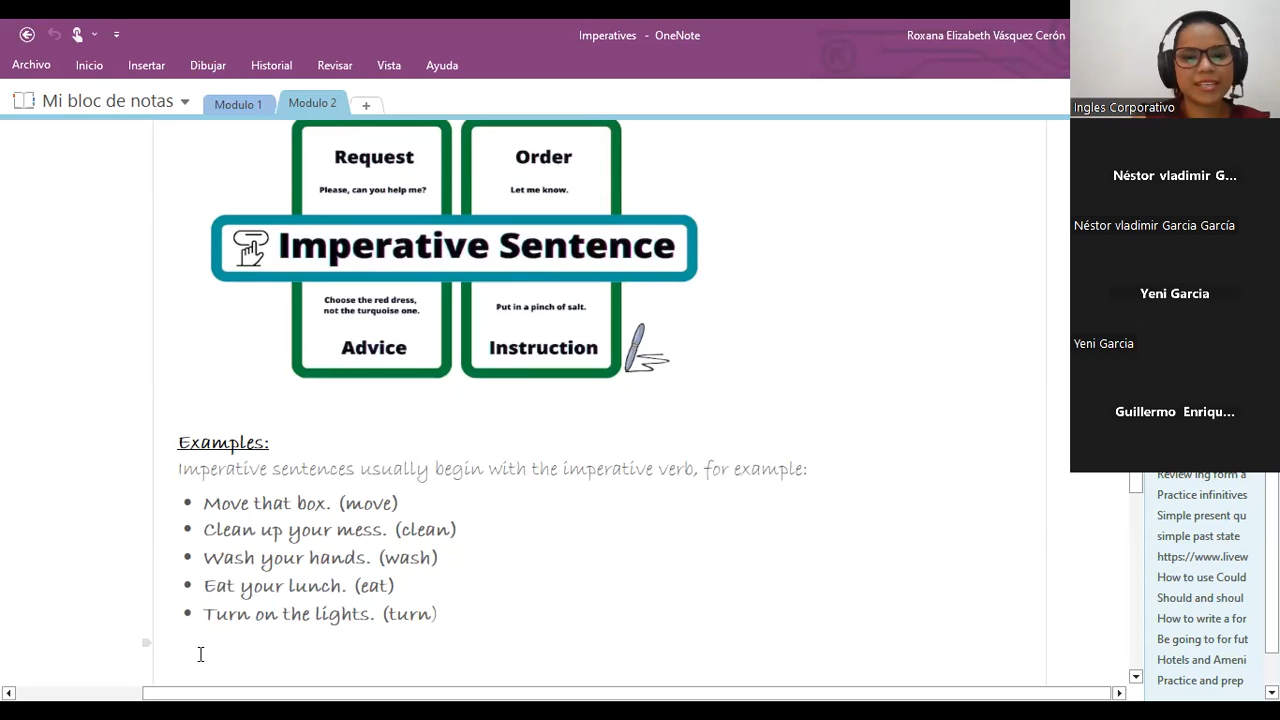 Imperatives - OneNote
Roxana Elizabeth Vásquez Cerón
Archivo Inicio Insertar Dibujar Historial Revisar Vista Ayuda
Mi bloc de notas
Modulo 1
Modulo 2
Request
Please, can you help me?
Order
Let me know.
Imperative Sentence
Choose the red dress,
not the turquoise one.
Advice
Put in a pinch of salt.
Instruction
Examples:
Imperative sentences usually begin with the imperative verb, for example:
• Move that box. (move)
• Clean up your mess. (clean)
• Wash your hands. (wash)
• Eat your lunch. (eat)
• Turn on the lights. (turn)
Ingles Corporativo
Néstor vladimir G...
Néstor vladimir Garcia García
Yeni Garcia
Yeni Garcia
Guillermo Enriqu...
Review ing form a
Practice infinitives
Simple present qu
simple past state
https://www.livew
How to use Could
Should and shoul
How to write a for
Be going to for fut
Hotels and Ameni
Practice and prep